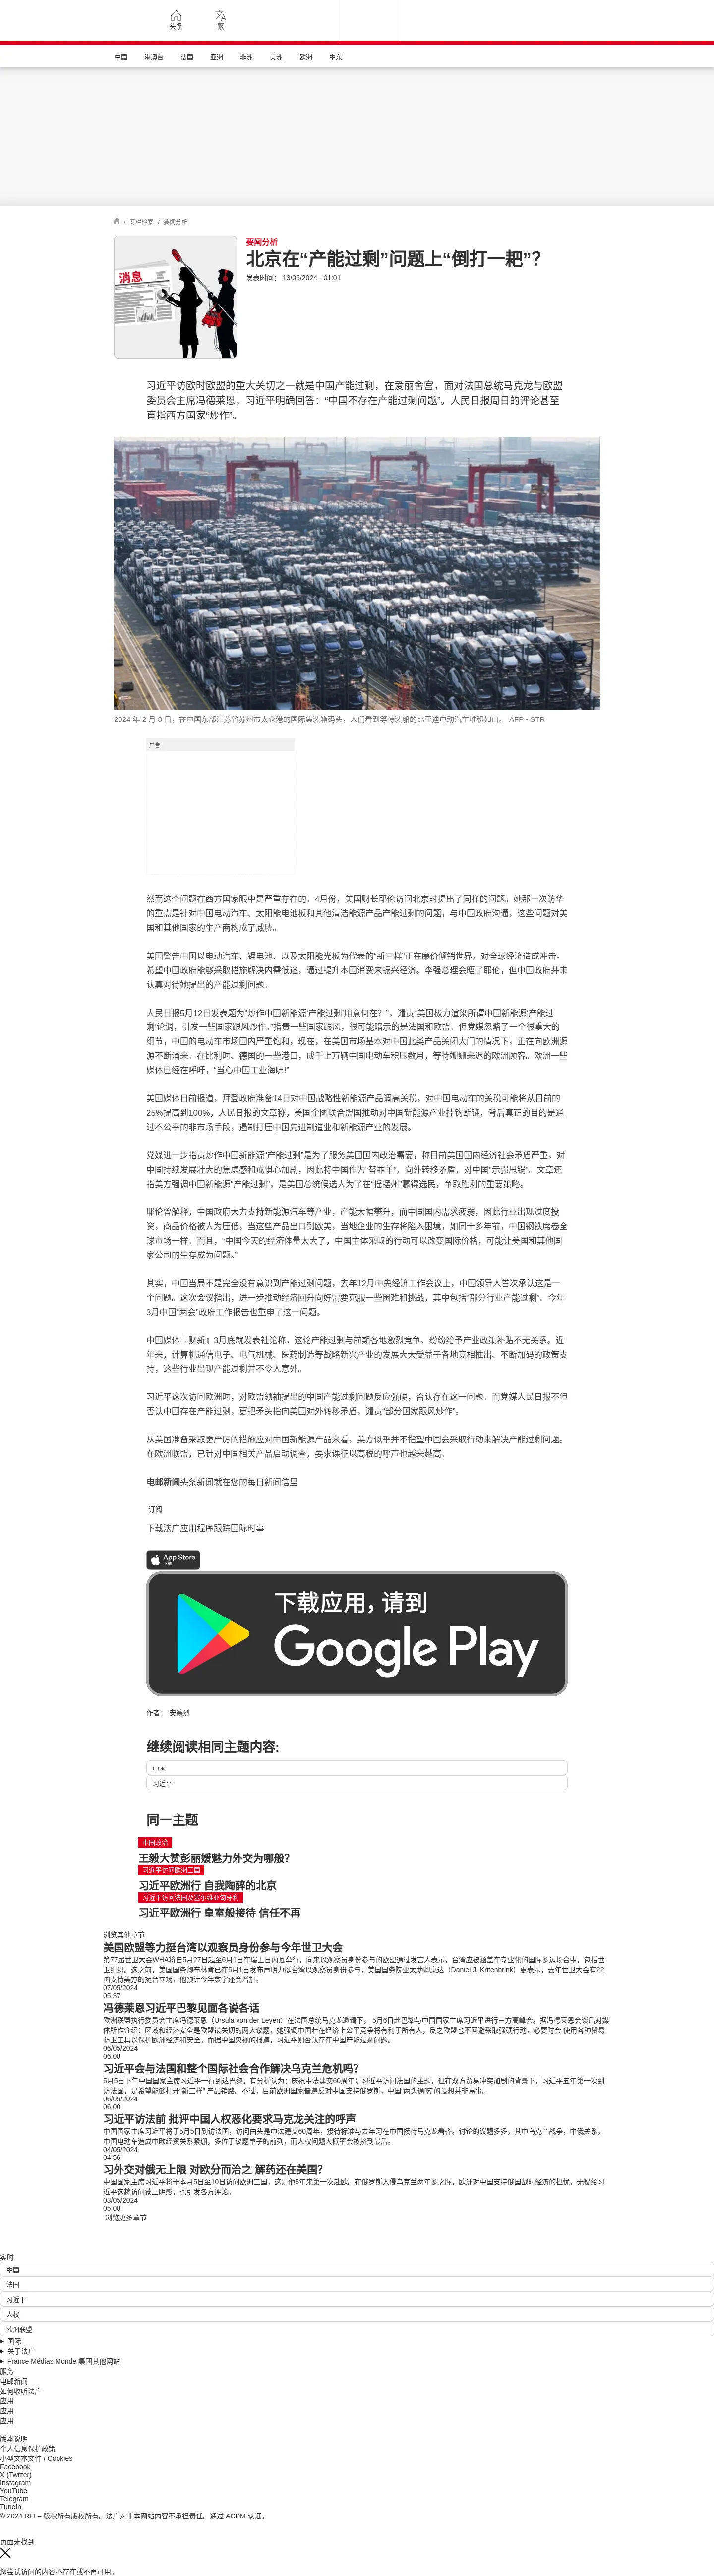 头条
繁
中国
港澳台
法国
亚洲
非洲
美洲
欧洲
中东
/ 专栏检索 / 要闻分析
消息
要闻分析
北京在“产能过剩”问题上“倒打一耙”？
发表时间： 13/05/2024 - 01:01
习近平访欧时欧盟的重大关切之一就是中国产能过剩，在爱丽舍宫，面对法国总统马克龙与欧盟
委员会主席冯德莱恩，习近平明确回答：“中国不存在产能过剩问题”。人民日报周日的评论甚至
直指西方国家“炒作”。
2024 年 2 月 8 日，在中国东部江苏省苏州市太仓港的国际集装箱码头，人们看到等待装船的比亚迪电动汽车堆积如山。 AFP - STR
广告
然而这个问题在西方国家眼中是严重存在的。4月份，美国财长耶伦访问北京时提出了同样的问题。她那一次访华
的重点是针对中国电动汽车、太阳能电池板和其他清洁能源产品产能过剩的问题，与中国政府沟通，这些问题对美
国和其他国家的生产商构成了威胁。
美国警告中国以电动汽车、锂电池、以及太阳能光板为代表的“新三样”正在廉价倾销世界，对全球经济造成冲击。
希望中国政府能够采取措施解决内需低迷，通过提升本国消费来振兴经济。李强总理会晤了耶伦，但中国政府并未
认真对待她提出的产能过剩问题。
人民日报5月12日发表题为“炒作中国新能源‘产能过剩’用意何在？”，谴责“美国极力渲染所谓中国新能源‘产能过
剩’论调，引发一些国家跟风炒作。”指责一些国家跟风，很可能暗示的是法国和欧盟。但党媒忽略了一个很重大的
细节，中国的电动车市场国内严重饱和，现在，在美国市场基本对中国此类产品关闭大门的情况下，正在向欧洲源
源不断涌来。在比利时、德国的一些港口，成千上万辆中国电动车积压数月，等待姗姗来迟的欧洲顾客。欧洲一些
媒体已经在呼吁，“当心中国工业海啸!”
美国媒体日前报道，拜登政府准备14日对中国战略性新能源产品调高关税，对中国电动车的关税可能将从目前的
25%提高到100%，人民日报的文章称，美国企图联合盟国推动对中国新能源产业挂钩断链，背后真正的目的是通
过不公平的非市场手段，遏制打压中国先进制造业和新能源产业的发展。
党媒进一步指责炒作中国新能源“产能过剩”是为了服务美国国内政治需要，称目前美国国内经济社会矛盾严重，对
中国持续发展壮大的焦虑感和戒惧心加剧，因此将中国作为“替罪羊”，向外转移矛盾，对中国“示强甩锅”。文章还
指美方强调中国新能源“产能过剩”，是美国总统候选人为了在“摇摆州”赢得选民，争取胜利的重要策略。
耶伦曾解释，中国政府大力支持新能源汽车等产业，产能大幅攀升，而中国国内需求疲弱，因此行业出现过度投
资，商品价格被人为压低，当这些产品出口到欧美，当地企业的生存将陷入困境，如同十多年前，中国钢铁席卷全
球市场一样。而且，“中国今天的经济体量太大了，中国主体采取的行动可以改变国际价格，可能让美国和其他国
家公司的生存成为问题。”
其实，中国当局不是完全没有意识到产能过剩问题，去年12月中央经济工作会议上，中国领导人首次承认这是一
个问题。这次会议指出，进一步推动经济回升向好需要克服一些困难和挑战，其中包括“部分行业产能过剩”。今年
3月中国“两会”政府工作报告也重申了这一问题。
中国媒体『财新』3月底就发表社论称，这轮产能过剩与前期各地激烈竞争、纷纷给予产业政策补贴不无关系。近
年来，计算机通信电子、电气机械、医药制造等战略新兴产业的发展大大受益于各地竞相推出、不断加码的政策支
持，这些行业出现产能过剩并不令人意外。
习近平这次访问欧洲时，对欧盟领袖提出的中国产能过剩问题反应强硬，否认存在这一问题。而党媒人民日报不但
否认中国存在产能过剩，更把矛头指向美国对外转移矛盾，谴责“部分国家跟风炒作”。
从美国准备采取更严厉的措施应对中国新能源产品来看，美方似乎并不指望中国会采取行动来解决产能过剩问题。
在欧洲联盟，已针对中国相关产品启动调查，要求课征以高税的呼声也越来越高。
电邮新闻头条新闻就在您的每日新闻信里
订阅
下载法广应用程序跟踪国际时事
App Store
下载
下载应用，请到
Google Play
作者： 安德烈
继续阅读相同主题内容:
中国
习近平
同一主题
中国政治
王毅大赞彭丽媛魅力外交为哪般？
习近平访问欧洲三国
习近平欧洲行 自我陶醉的北京
习近平访问法国及塞尔维亚匈牙利
习近平欧洲行 皇室般接待 信任不再
浏览其他章节
美国欧盟等力挺台湾以观察员身份参与今年世卫大会
第77届世卫大会WHA将自5月27日起至6月1日在瑞士日内瓦举行，向来以观察员身份参与的欧盟通过发言人表示，台湾应被涵盖在专业化的国际多边场合中，包括世
卫组织。这之前，美国国务卿布林肯已在5月1日发布声明力挺台湾以观察员身份参与，美国国务院亚太助卿康达（Daniel J. Kritenbrink）更表示，去年世卫大会有22
国支持美方的挺台立场，他预计今年数字还会增加。
07/05/2024
05:37
冯德莱恩习近平巴黎见面各说各话
欧洲联盟执行委员会主席冯德莱恩（Ursula von der Leyen）在法国总统马克龙邀请下， 5月6日赴巴黎与中国国家主席习近平进行三方高峰会。据冯德莱恩会谈后对媒
体所作介绍：区域和经济安全是欧盟最关切的两大议题，她强调中国若在经济上公平竞争将有利于所有人，反之欧盟也不回避采取强硬行动，必要时会 使用各种贸易
防卫工具以保护欧洲经济和安全。而据中国央视的报道，习近平则否认存在中国产能过剩问题。
06/05/2024
06:08
习近平会与法国和整个国际社会合作解决乌克兰危机吗？
5月5日下午中国国家主席习近平一行到达巴黎。有分析认为：庆祝中法建交60周年是习近平访问法国的主题，但在双方贸易冲突加剧的背景下，习近平五年第一次到
访法国，是希望能够打开“新三样” 产品销路。不过，目前欧洲国家普遍反对中国支持俄罗斯，中国“两头通吃”的设想并非易事。
06/05/2024
06:00
习近平访法前 批评中国人权恶化要求马克龙关注的呼声
中国国家主席习近平将于5月5日到访法国，访问由头是中法建交60周年，接待标准与去年习在中国接待马克龙看齐。讨论的议题多多，其中乌克兰战争，中俄关系，
中国电动车造成中欧经贸关系紧绷，多位于议题单子的前列，而人权问题大概率会被挤到最后。
04/05/2024
04:56
习外交对俄无上限 对欧分而治之 解药还在美国？
中国国家主席习近平将于本月5日至10日访问欧洲三国，这是他5年来第一次赴欧。在俄罗斯入侵乌克兰两年多之际，欧洲对中国支持俄国战时经济的担忧，无疑给习
近平这趟访问蒙上阴影，也引发各方评论。
03/05/2024
05:08
浏览更多章节
实时
中国
法国
习近平
人权
欧洲联盟
国际
关于法广
France Médias Monde 集团其他网站
服务
电邮新闻
如何收听法广
应用
应用
应用
版本说明
个人信息保护政策
小型文本文件 / Cookies
Facebook
X (Twitter)
Instagram
YouTube
Telegram
TuneIn
© 2024 RFI – 版权所有版权所有。法广对非本网站内容不承担责任。通过 ACPM 认证。
页面未找到
您尝试访问的内容不存在或不再可用。